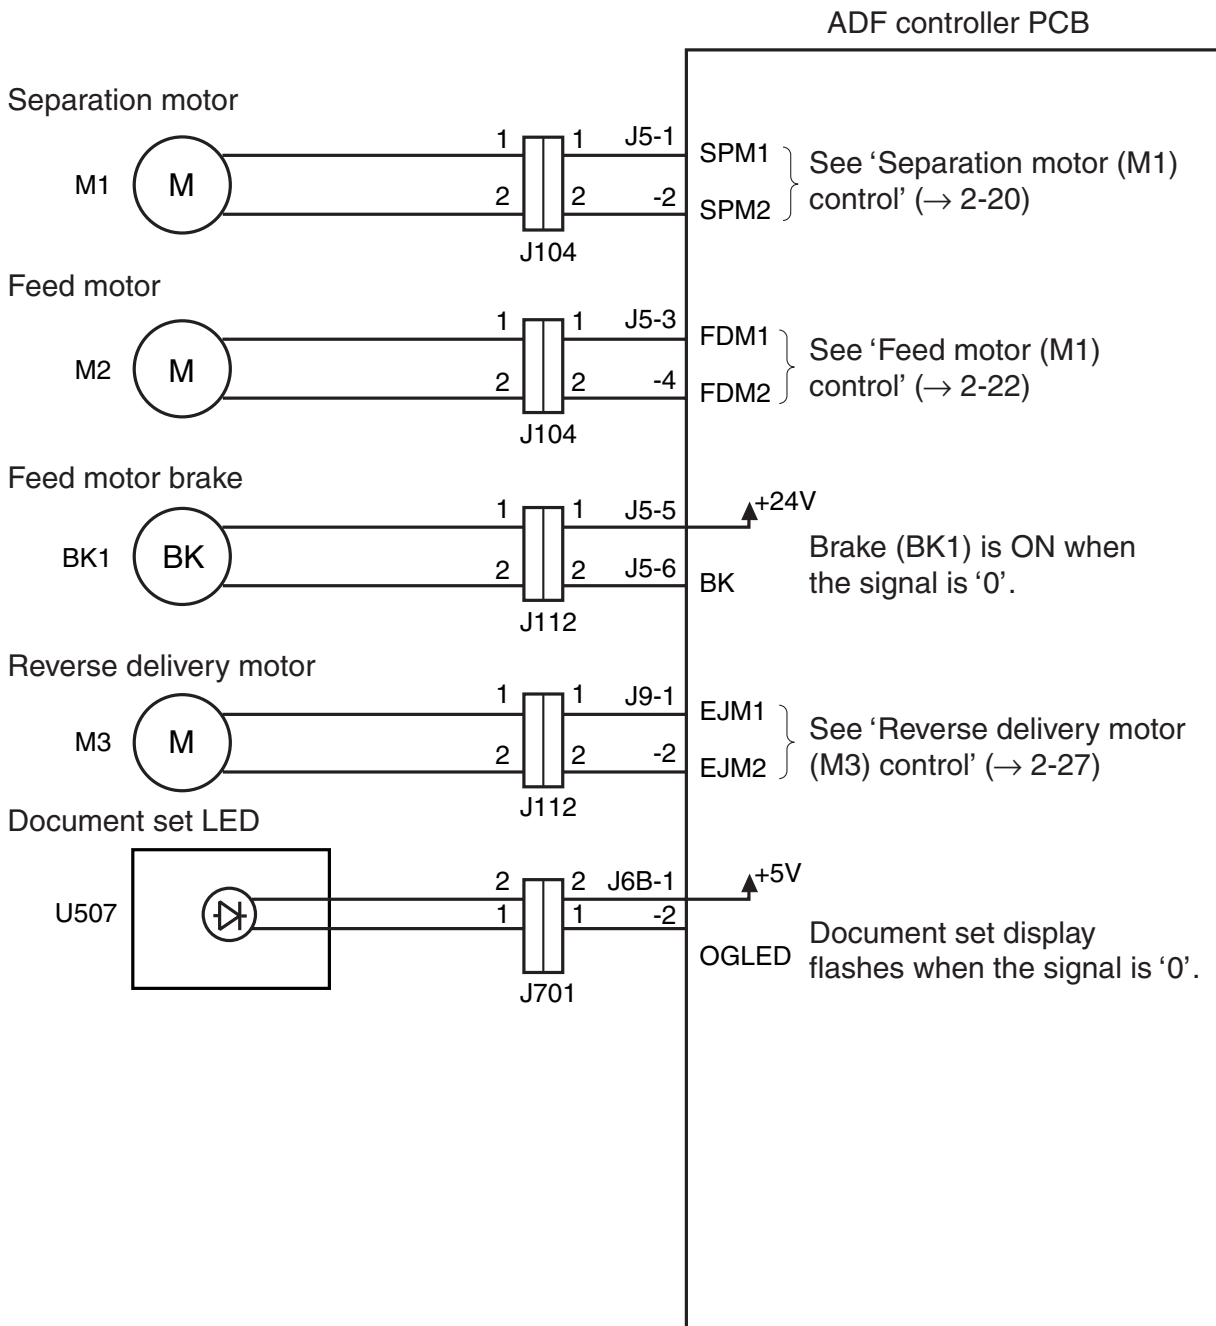 ADF controller PCB
Separation motor
M1 M 1 1 J5-1 SPM1 See ‘Separation motor (M1)
2 2 -2 SPM2 control’ (→ 2-20)
J104
Feed motor
M2 M 1 1 J5-3 FDM1 See ‘Feed motor (M1)
2 2 -4 FDM2 control’ (→ 2-22)
J104
Feed motor brake
1 1 J5-5 +24V
BK1 BK Brake (BK1) is ON when
2 2 J5-6 BK the signal is ‘0’.
J112
Reverse delivery motor
1 1 J9-1 EJM1 See ‘Reverse delivery motor
M3 M 2 2 -2 EJM2 (M3) control’ (→ 2-27)
J112
Document set LED
2 2 J6B-1 +5V
U507 1 1 -2
OGLED Document set display
flashes when the signal is ‘0’.
J701